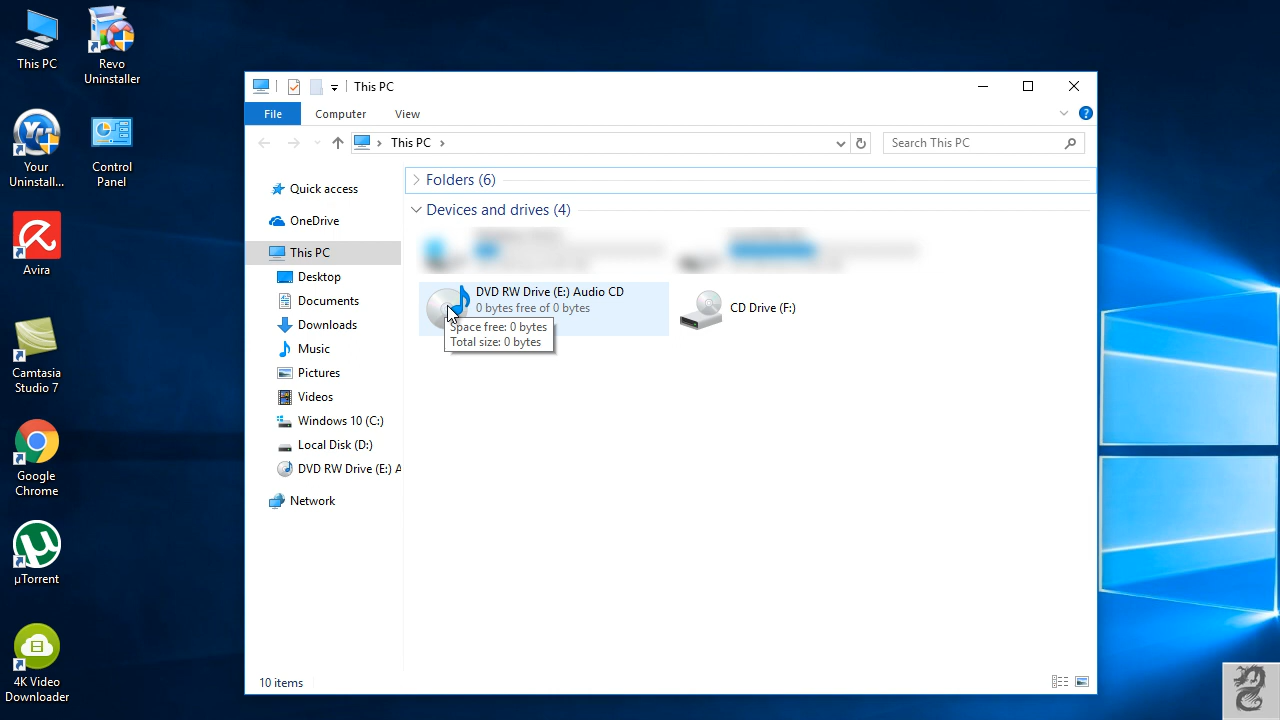 This PC
Revo
Uninstaller
Your
Uninstall...
Control
Panel
Avira
Camtasia
Studio 7
Google
Chrome
µTorrent
4K Video
Downloader
This PC
File
Computer
View
This PC
Search This PC
Quick access
OneDrive
This PC
Desktop
Documents
Downloads
Music
Pictures
Videos
Windows 10 (C:)
Local Disk (D:)
DVD RW Drive (E:) A
Network
Folders (6)
Devices and drives (4)
DVD RW Drive (E:) Audio CD
0 bytes free of 0 bytes
Space free: 0 bytes
Total size: 0 bytes
CD Drive (F:)
10 items